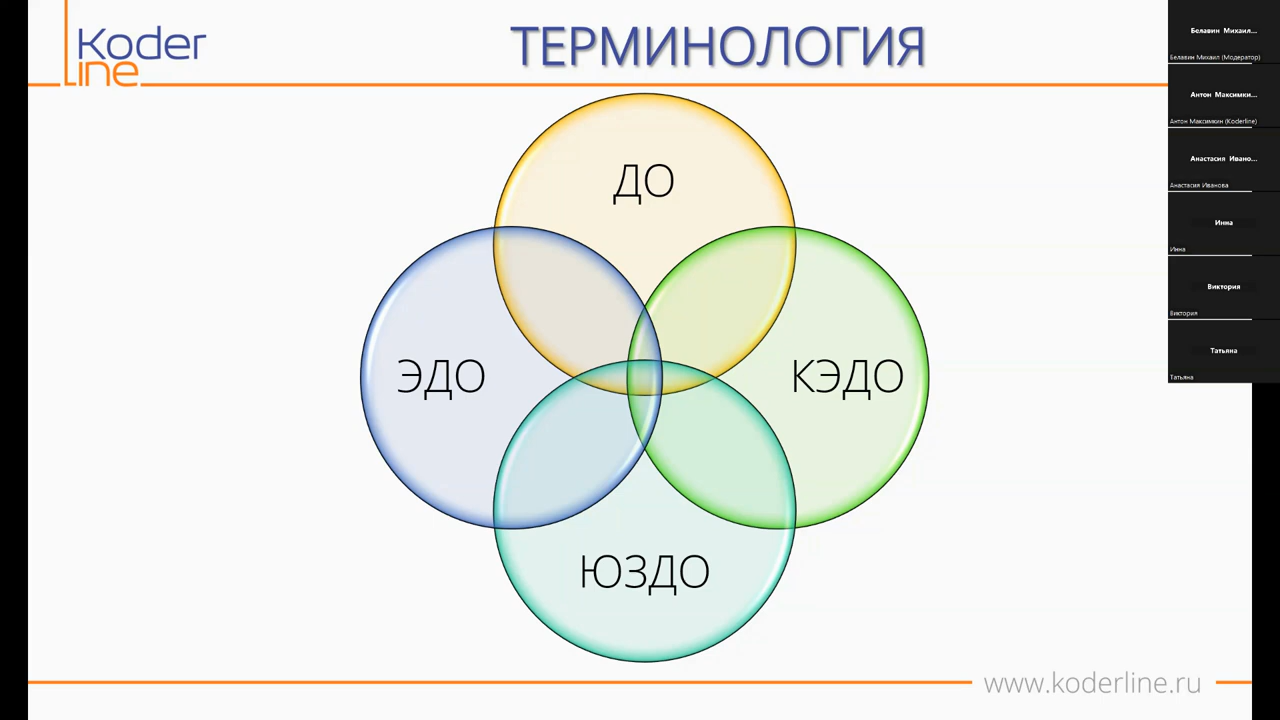 Koder
line
ТЕРМИНОЛОГИЯ
ДО
ЭДО
КЭДО
ЮЗДО
www.koderline.ru
Белавин Михаил...
Белавин Михаил (Модератор)
Антон Максимки...
Антон Максимкин (Koderline)
Анастасия Ивано...
Анастасия Иванова
Инна
Инна
Виктория
Виктория
Татьяна
Татьяна